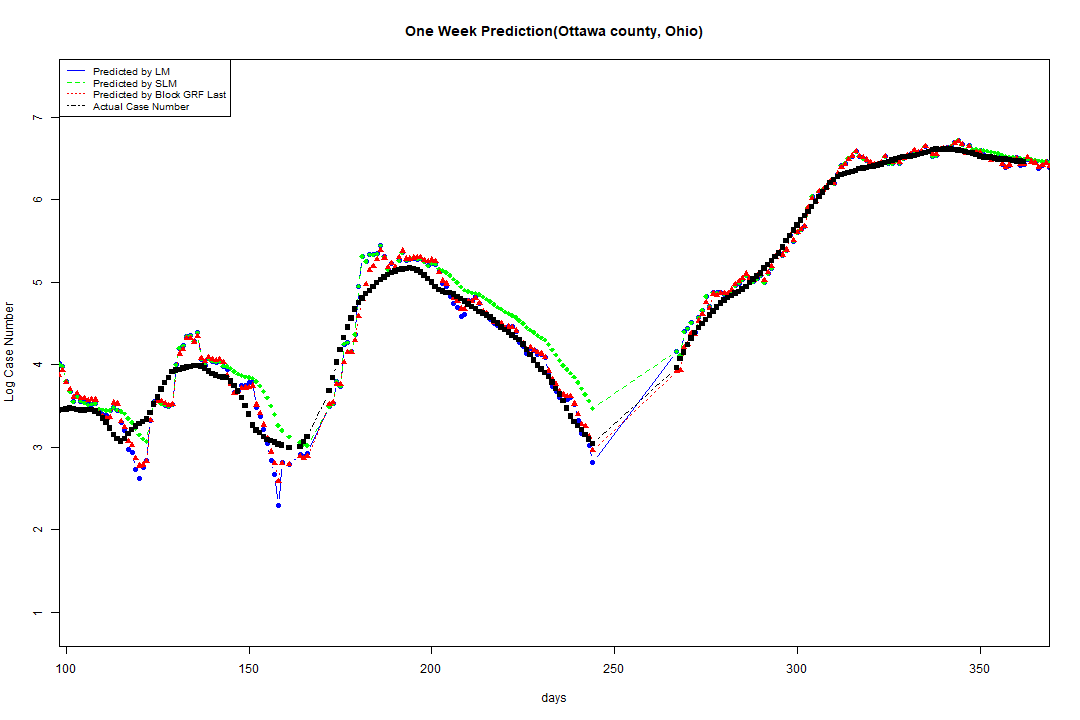 One Week Prediction(Ottawa county, Ohio)
Predicted by LM
Predicted by SLM
Predicted by Block GRF Last
Actual Case Number
Log Case Number
7
6
5
4
3
2
1
100 150 200 250 300 350
days